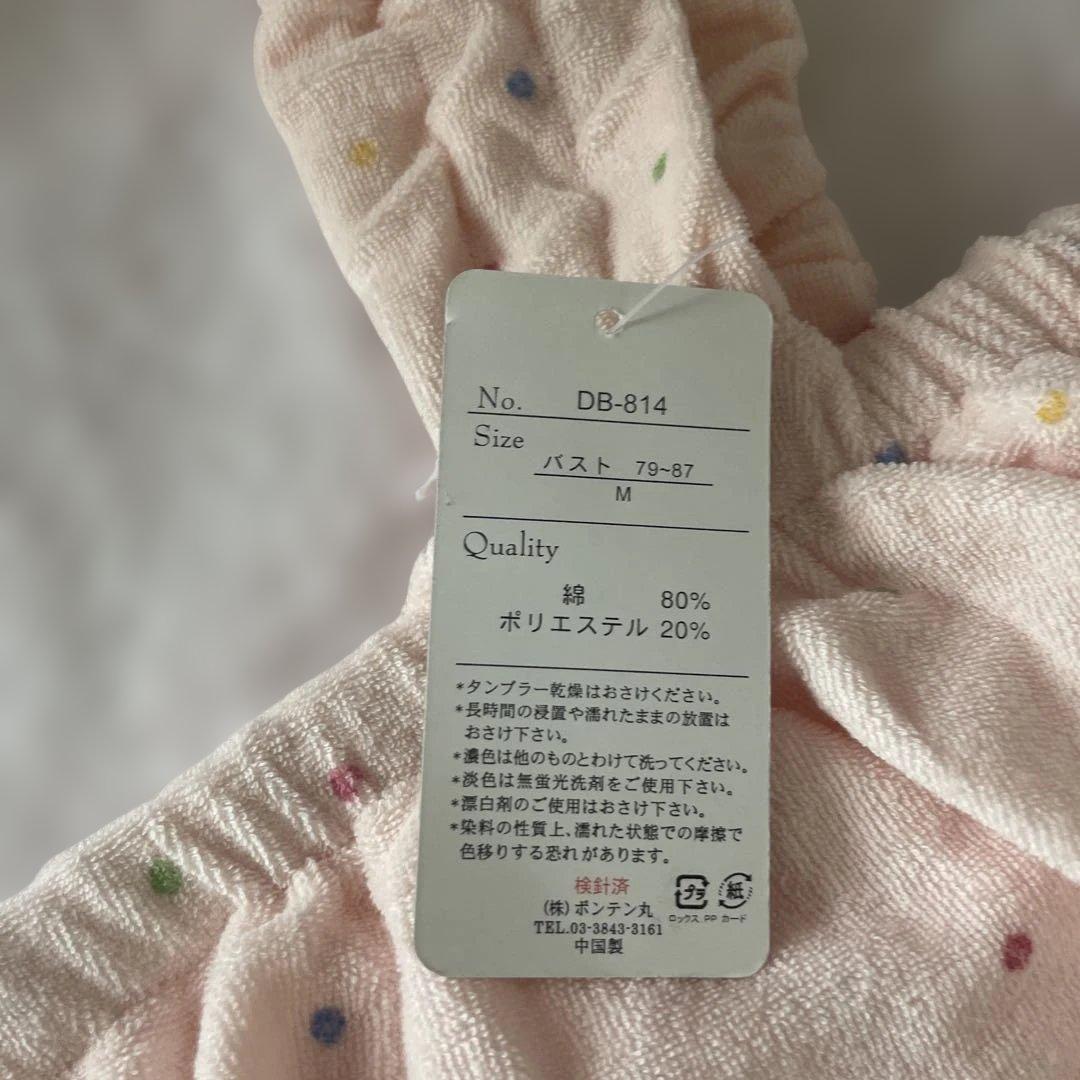 No. DB-814
Size
バスト 79~87
M
Quality
綿 80%
ポリエステル 20%
*タンブラー乾燥はおさけください。
*長時間の浸置や濡れたままの放置は
おさけ下さい。
*濃色は他のものとわけて洗ってください。
*淡色は無蛍光洗剤をご使用下さい。
*漂白剤のご使用はおさけ下さい。
*染料の性質上、濡れた状態での摩擦で
色移りする恐れがあります。
検針済
(株)ボンテン丸
TEL.03-3843-3161
中国製
プラ 紙
ロックス PP カード